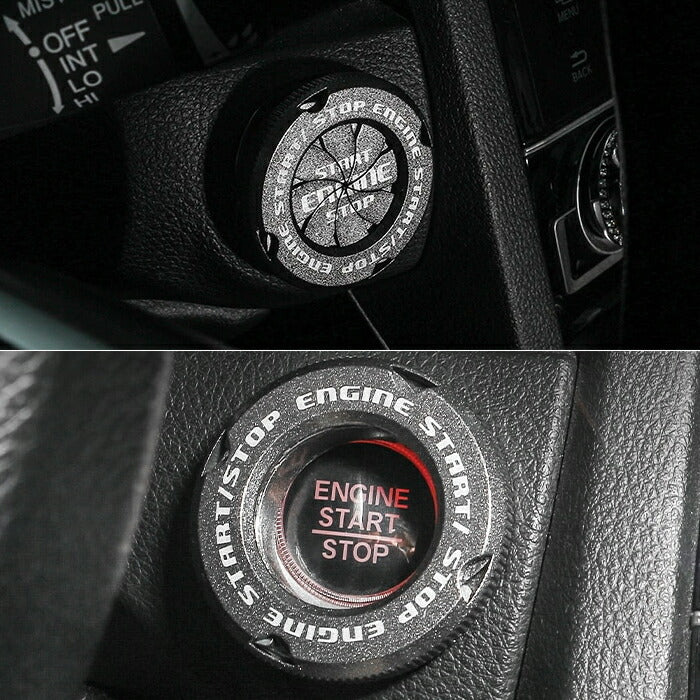 MIST
PULL
OFF
INT
LO
HI
MENU
BACK
START/STOP ENGINE START/STOP ENGINE
START
ENGINE
STOP
START/STOP ENGINE START/STOP ENGINE
ENGINE
START
STOP